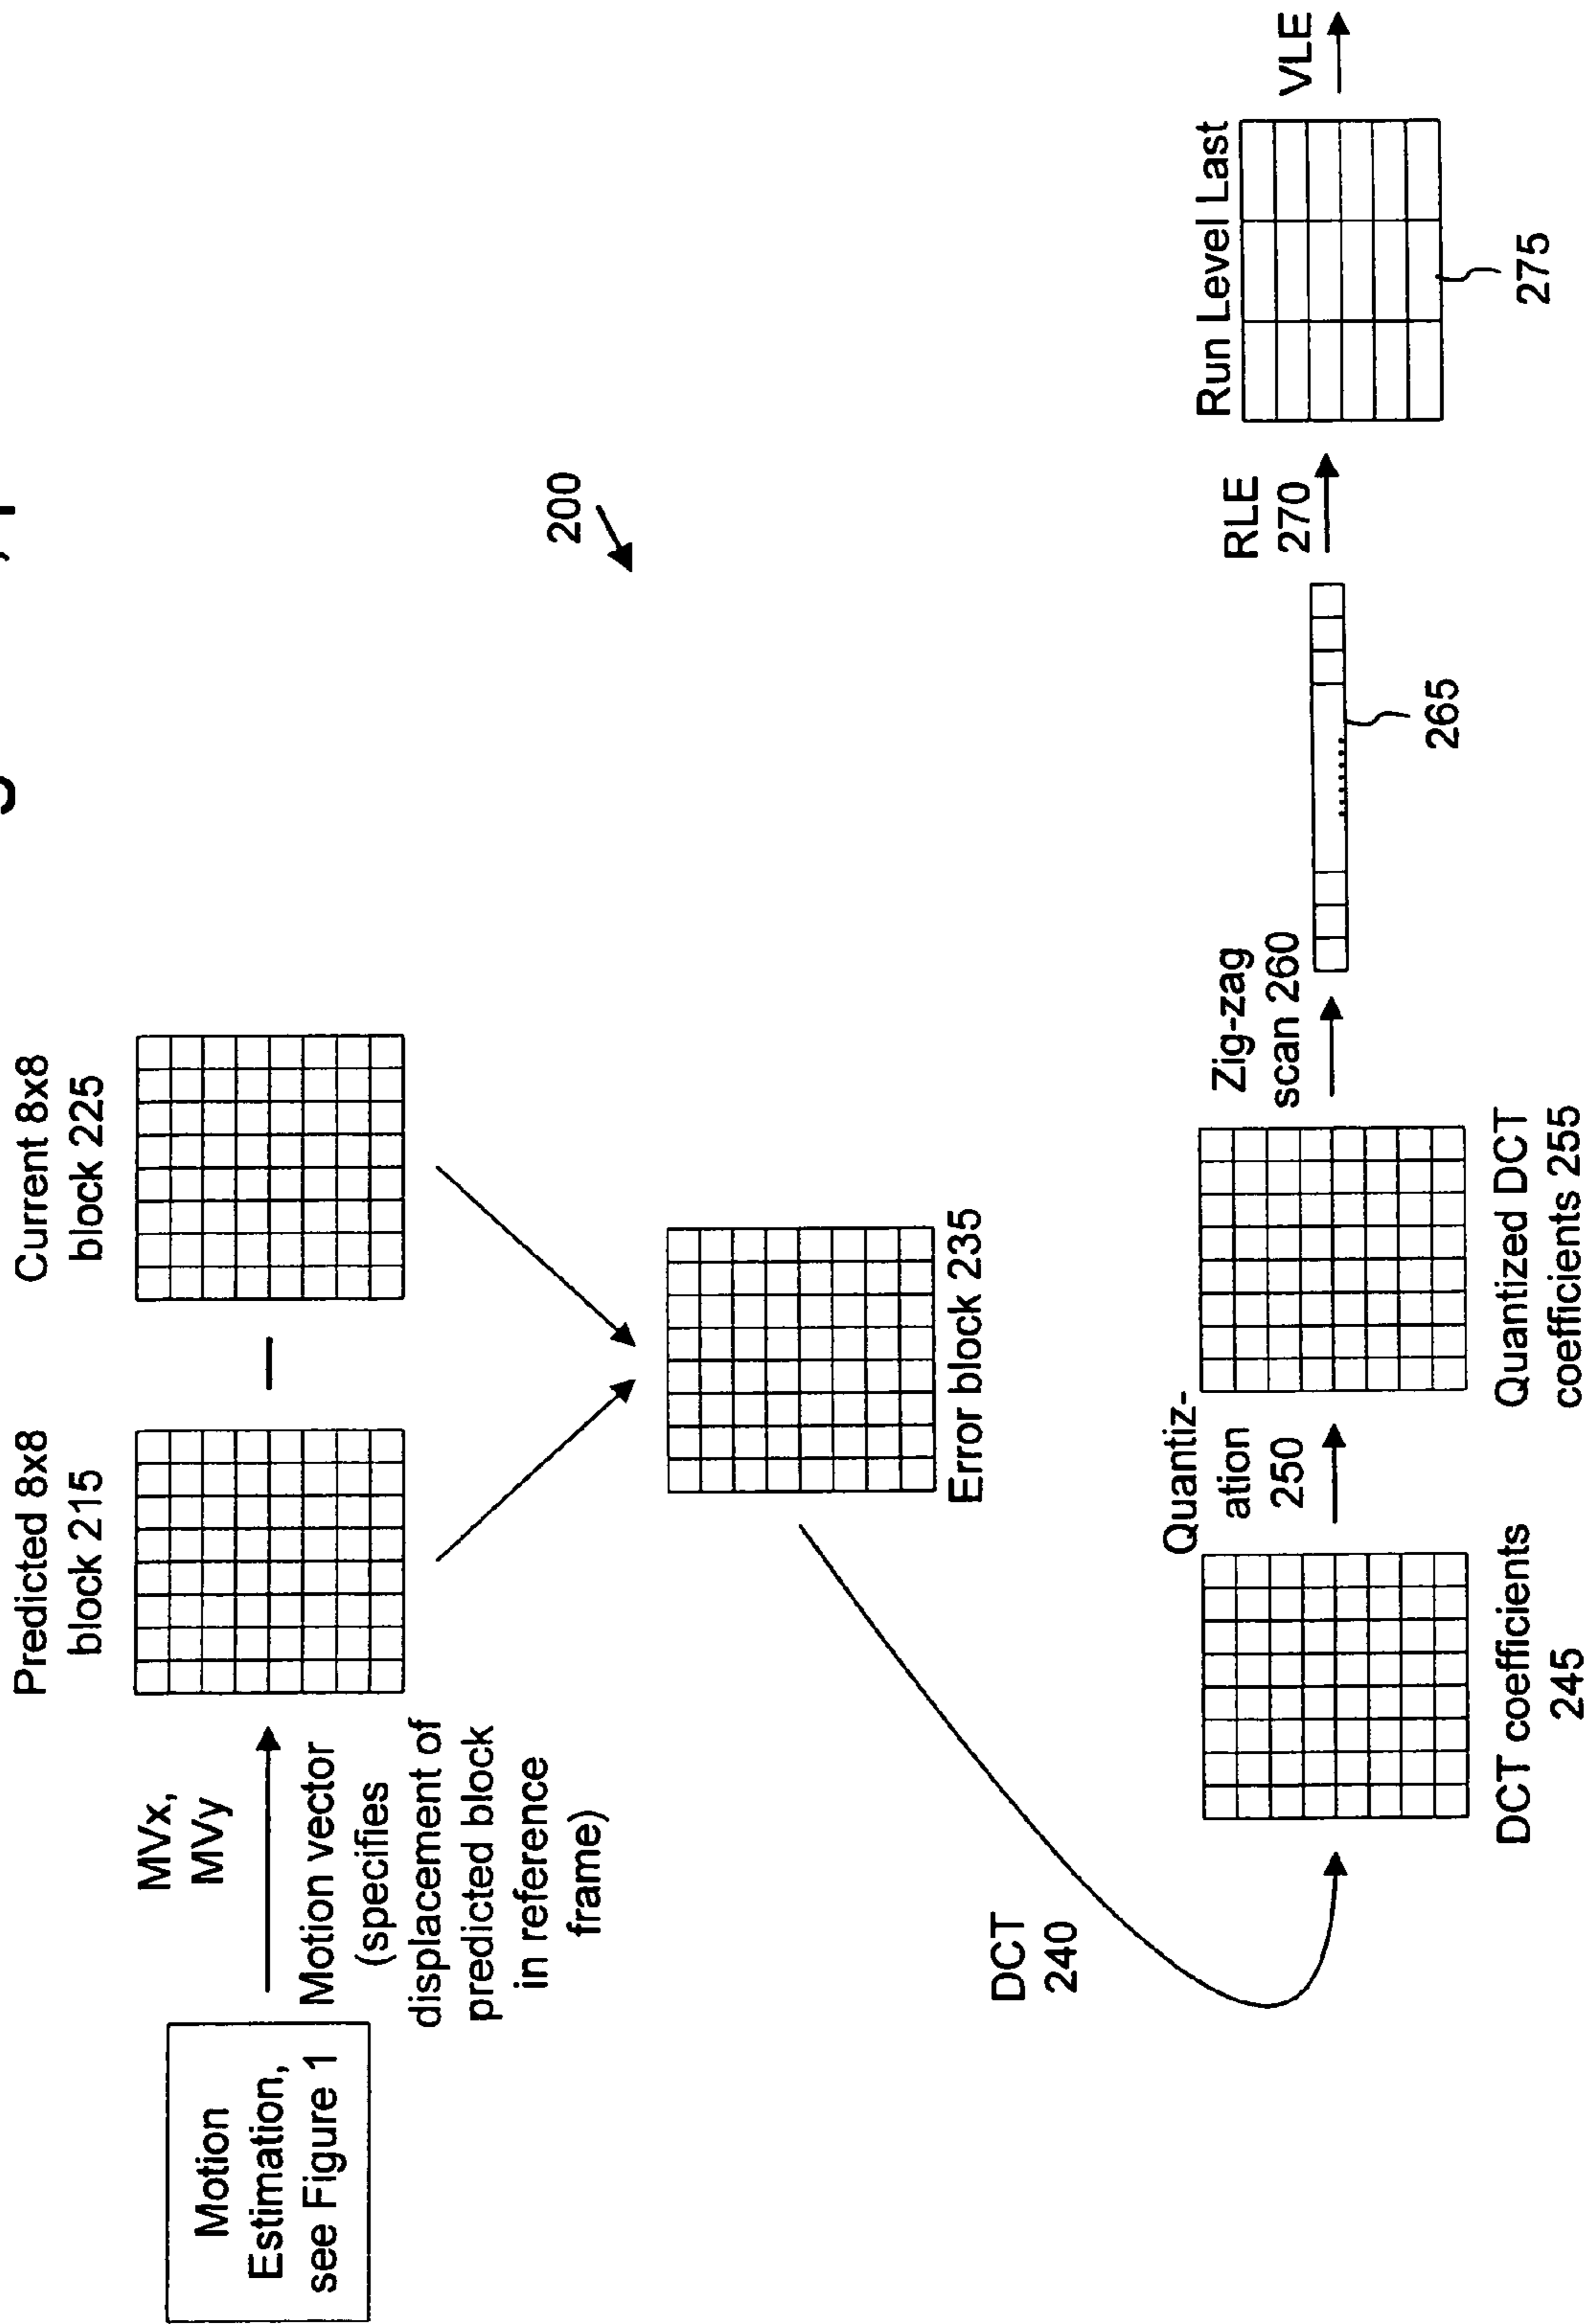 Motion
Estimation,
see Figure 1
MVx,
MVy
Motion vector
(specifies
displacement of
predicted block
in reference
frame)
Predicted 8x8
block 215
Current 8x8
block 225
200
Error block 235
DCT
240
DCT coefficients
245
Quantiz-
ation
250
Quantized DCT
coefficients 255
Zig-zag
scan 260
265
RLE
270
Run Level Last
275
VLE